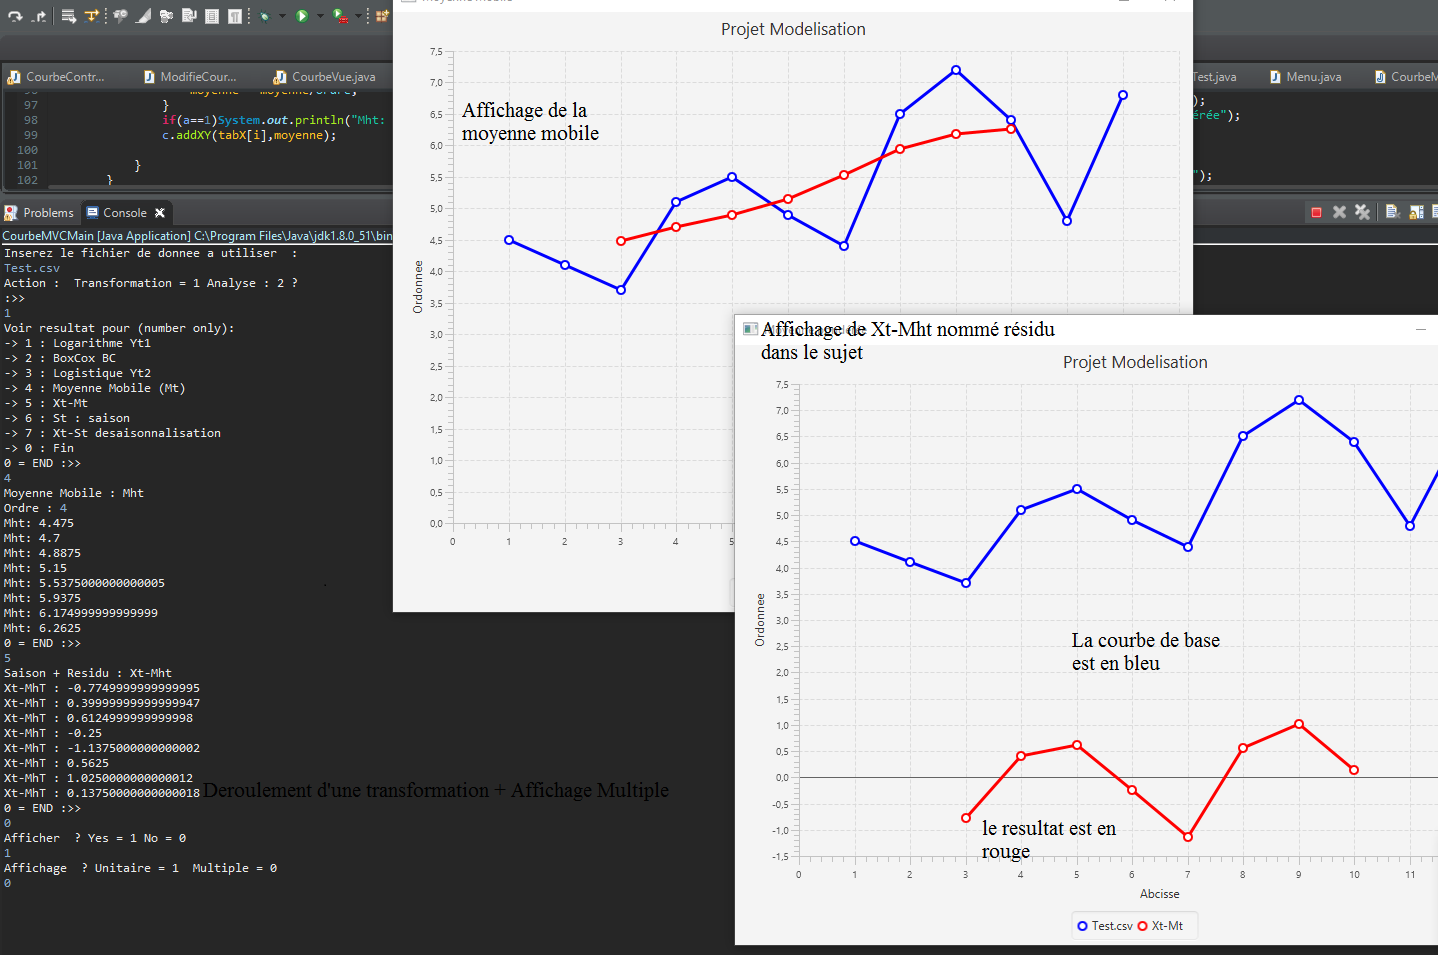 Projet Modelisation
CourbeContr...
ModifieCour...
CourbeVue.java
Test.java
Menu.java
97 }
98 if(a==1)System.out.println("Mht:
99 c.addXY(tabX[i],moyenne);
100
101 }
102 }
);
érée");
");
Problems
Console
CourbeMVCMain [Java Application] C:\Program Files\Java\jdk1.8.0_51\bin
Inserez le fichier de donnee a utiliser  :
Test.csv
Action :  Transformation = 1 Analyse : 2 ?
:>>
1
Voir resultat pour (number only):
-> 1 : Logarithme Yt1
-> 2 : BoxCox BC
-> 3 : Logistique Yt2
-> 4 : Moyenne Mobile (Mt)
-> 5 : Xt-Mt
-> 6 : St : saison
-> 7 : Xt-St desaisonnalisation
-> 0 : Fin
0 = END :>>
4
Moyenne Mobile : Mht
Ordre : 4
Mht: 4.475
Mht: 4.7
Mht: 4.8875
Mht: 5.15
Mht: 5.5375000000000005
Mht: 5.9375
Mht: 6.174999999999999
Mht: 6.2625
0 = END :>>
5
Saison + Residu : Xt-Mht
Xt-MhT : -0.7749999999999995
Xt-MhT : 0.39999999999999947
Xt-MhT : 0.6124999999999998
Xt-MhT : -0.25
Xt-MhT : -1.1375000000000002
Xt-MhT : 0.5625
Xt-MhT : 1.0250000000000012
Xt-MhT : 0.13750000000000018
Deroulement d'une transformation + Affichage Multiple
0 = END :>>
0
Afficher  ? Yes = 1 No = 0
1
Affichage  ? Unitaire = 1  Multiple = 0
0
Affichage de la
moyenne mobile
7,5
7,0
6,5
6,0
5,5
5,0
4,5
4,0
3,5
3,0
2,5
2,0
1,5
1,0
0,5
0,0
Ordonnee
0 1 2 3 4 5
Affichage de Xt-Mht nommé résidu
dans le sujet
Projet Modelisation
7,5
7,0
6,5
6,0
5,5
5,0
4,5
4,0
3,5
3,0
2,5
2,0
1,5
1,0
0,5
0,0
-0,5
-1,0
-1,5
Ordonnee
La courbe de base
est en bleu
le resultat est en
rouge
0 1 2 3 4 5 6 7 8 9 10 11
Abcisse
Test.csv
Xt-Mt